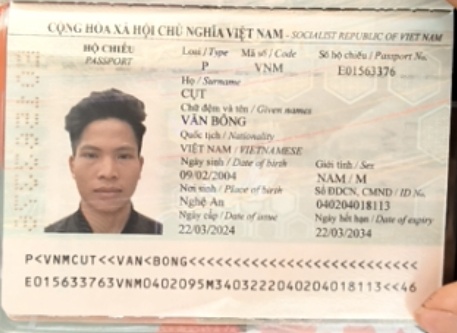 CỘNG HÒA XÃ HỘI CHỦ NGHĨA VIỆT NAM - SOCIALIST REPUBLIC OF VIET NAM
HỘ CHIẾU
PASSPORT
Loại / Type Mã số / Code Số hộ chiếu / Passport No.
P VNM E01563376
Họ / Surname
CỤT
Chữ đệm và tên / Given names
VĂN BÔNG
Quốc tịch / Nationality
VIỆT NAM / VIETNAMESE
Ngày sinh / Date of birth Giới tính / Sex
09/02/2004 NAM / M
Nơi sinh / Place of birth Số ĐDCN, CMND / ID No.
Nghệ An 040204018113
Ngày cấp / Date of issue Ngày hết hạn / Date of expiry
22/03/2024 22/03/2034
P<VNMCUT<<VAN<BONG<<<<<<<<<<<<<<<<<<<<<<<<<<
E015633763VNM0402095M3403222040204018113<<46